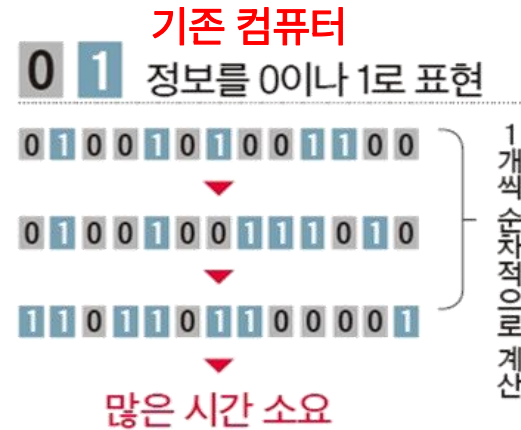 기존 컴퓨터
0 1 정보를 0이나 1로 표현
0 1 0 0 1 0 1 0 0 1 1 0 0
0 1 0 0 1 0 0 1 1 1 0 1 0
1 1 0 1 1 0 1 1 0 0 0 0 1
1개씩 순차적으로 계산
많은 시간 소요